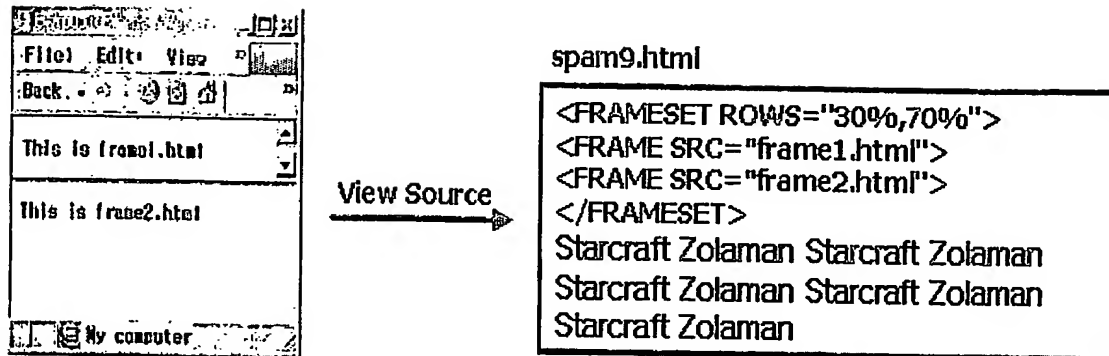 File Edit View
Back
This is frame1.html
This is frame2.html
My computer
View Source
spam9.html
<FRAMESET ROWS="30%,70%">
<FRAME SRC="frame1.html">
<FRAME SRC="frame2.html">
</FRAMESET>
Starcraft Zolaman Starcraft Zolaman
Starcraft Zolaman Starcraft Zolaman
Starcraft Zolaman